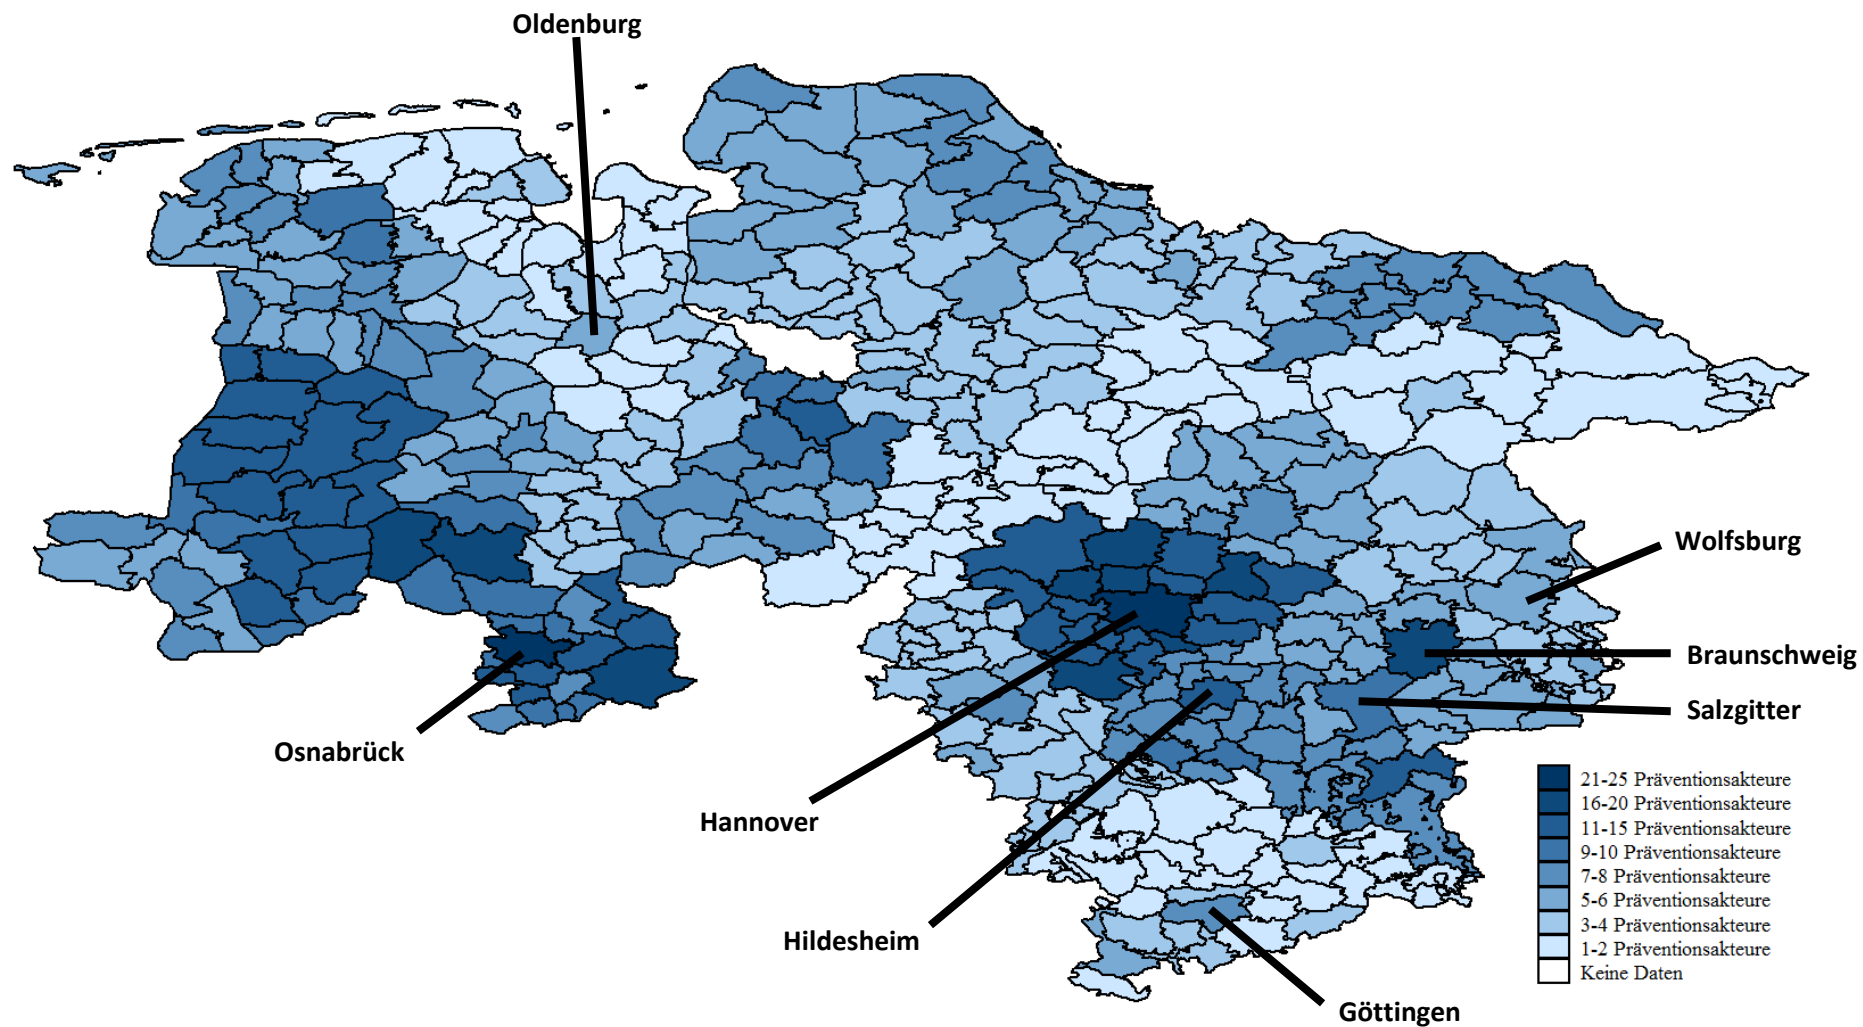 Oldenburg
Wolfsburg
Braunschweig
Salzgitter
Osnabrück
Hannover
Hildesheim
Göttingen
21-25 Präventionsakteure
16-20 Präventionsakteure
11-15 Präventionsakteure
9-10 Präventionsakteure
7-8 Präventionsakteure
5-6 Präventionsakteure
3-4 Präventionsakteure
1-2 Präventionsakteure
Keine Daten